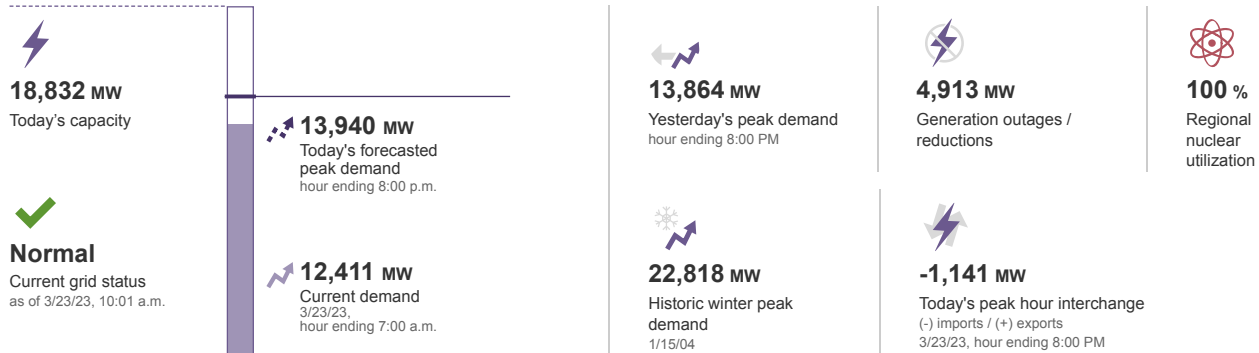 18,832 MW
Today's capacity
Normal
Current grid status
as of 3/23/23, 10:01 a.m.
13,940 MW
Today's forecasted
peak demand
hour ending 8:00 p.m.
12,411 MW
Current demand
3/23/23,
hour ending 7:00 a.m.
13,864 MW
Yesterday's peak demand
hour ending 8:00 PM
4,913 MW
Generation outages /
reductions
100 %
Regional
nuclear
utilization
22,818 MW
Historic winter peak
demand
1/15/04
-1,141 MW
Today's peak hour interchange
(-) imports / (+) exports
3/23/23, hour ending 8:00 PM